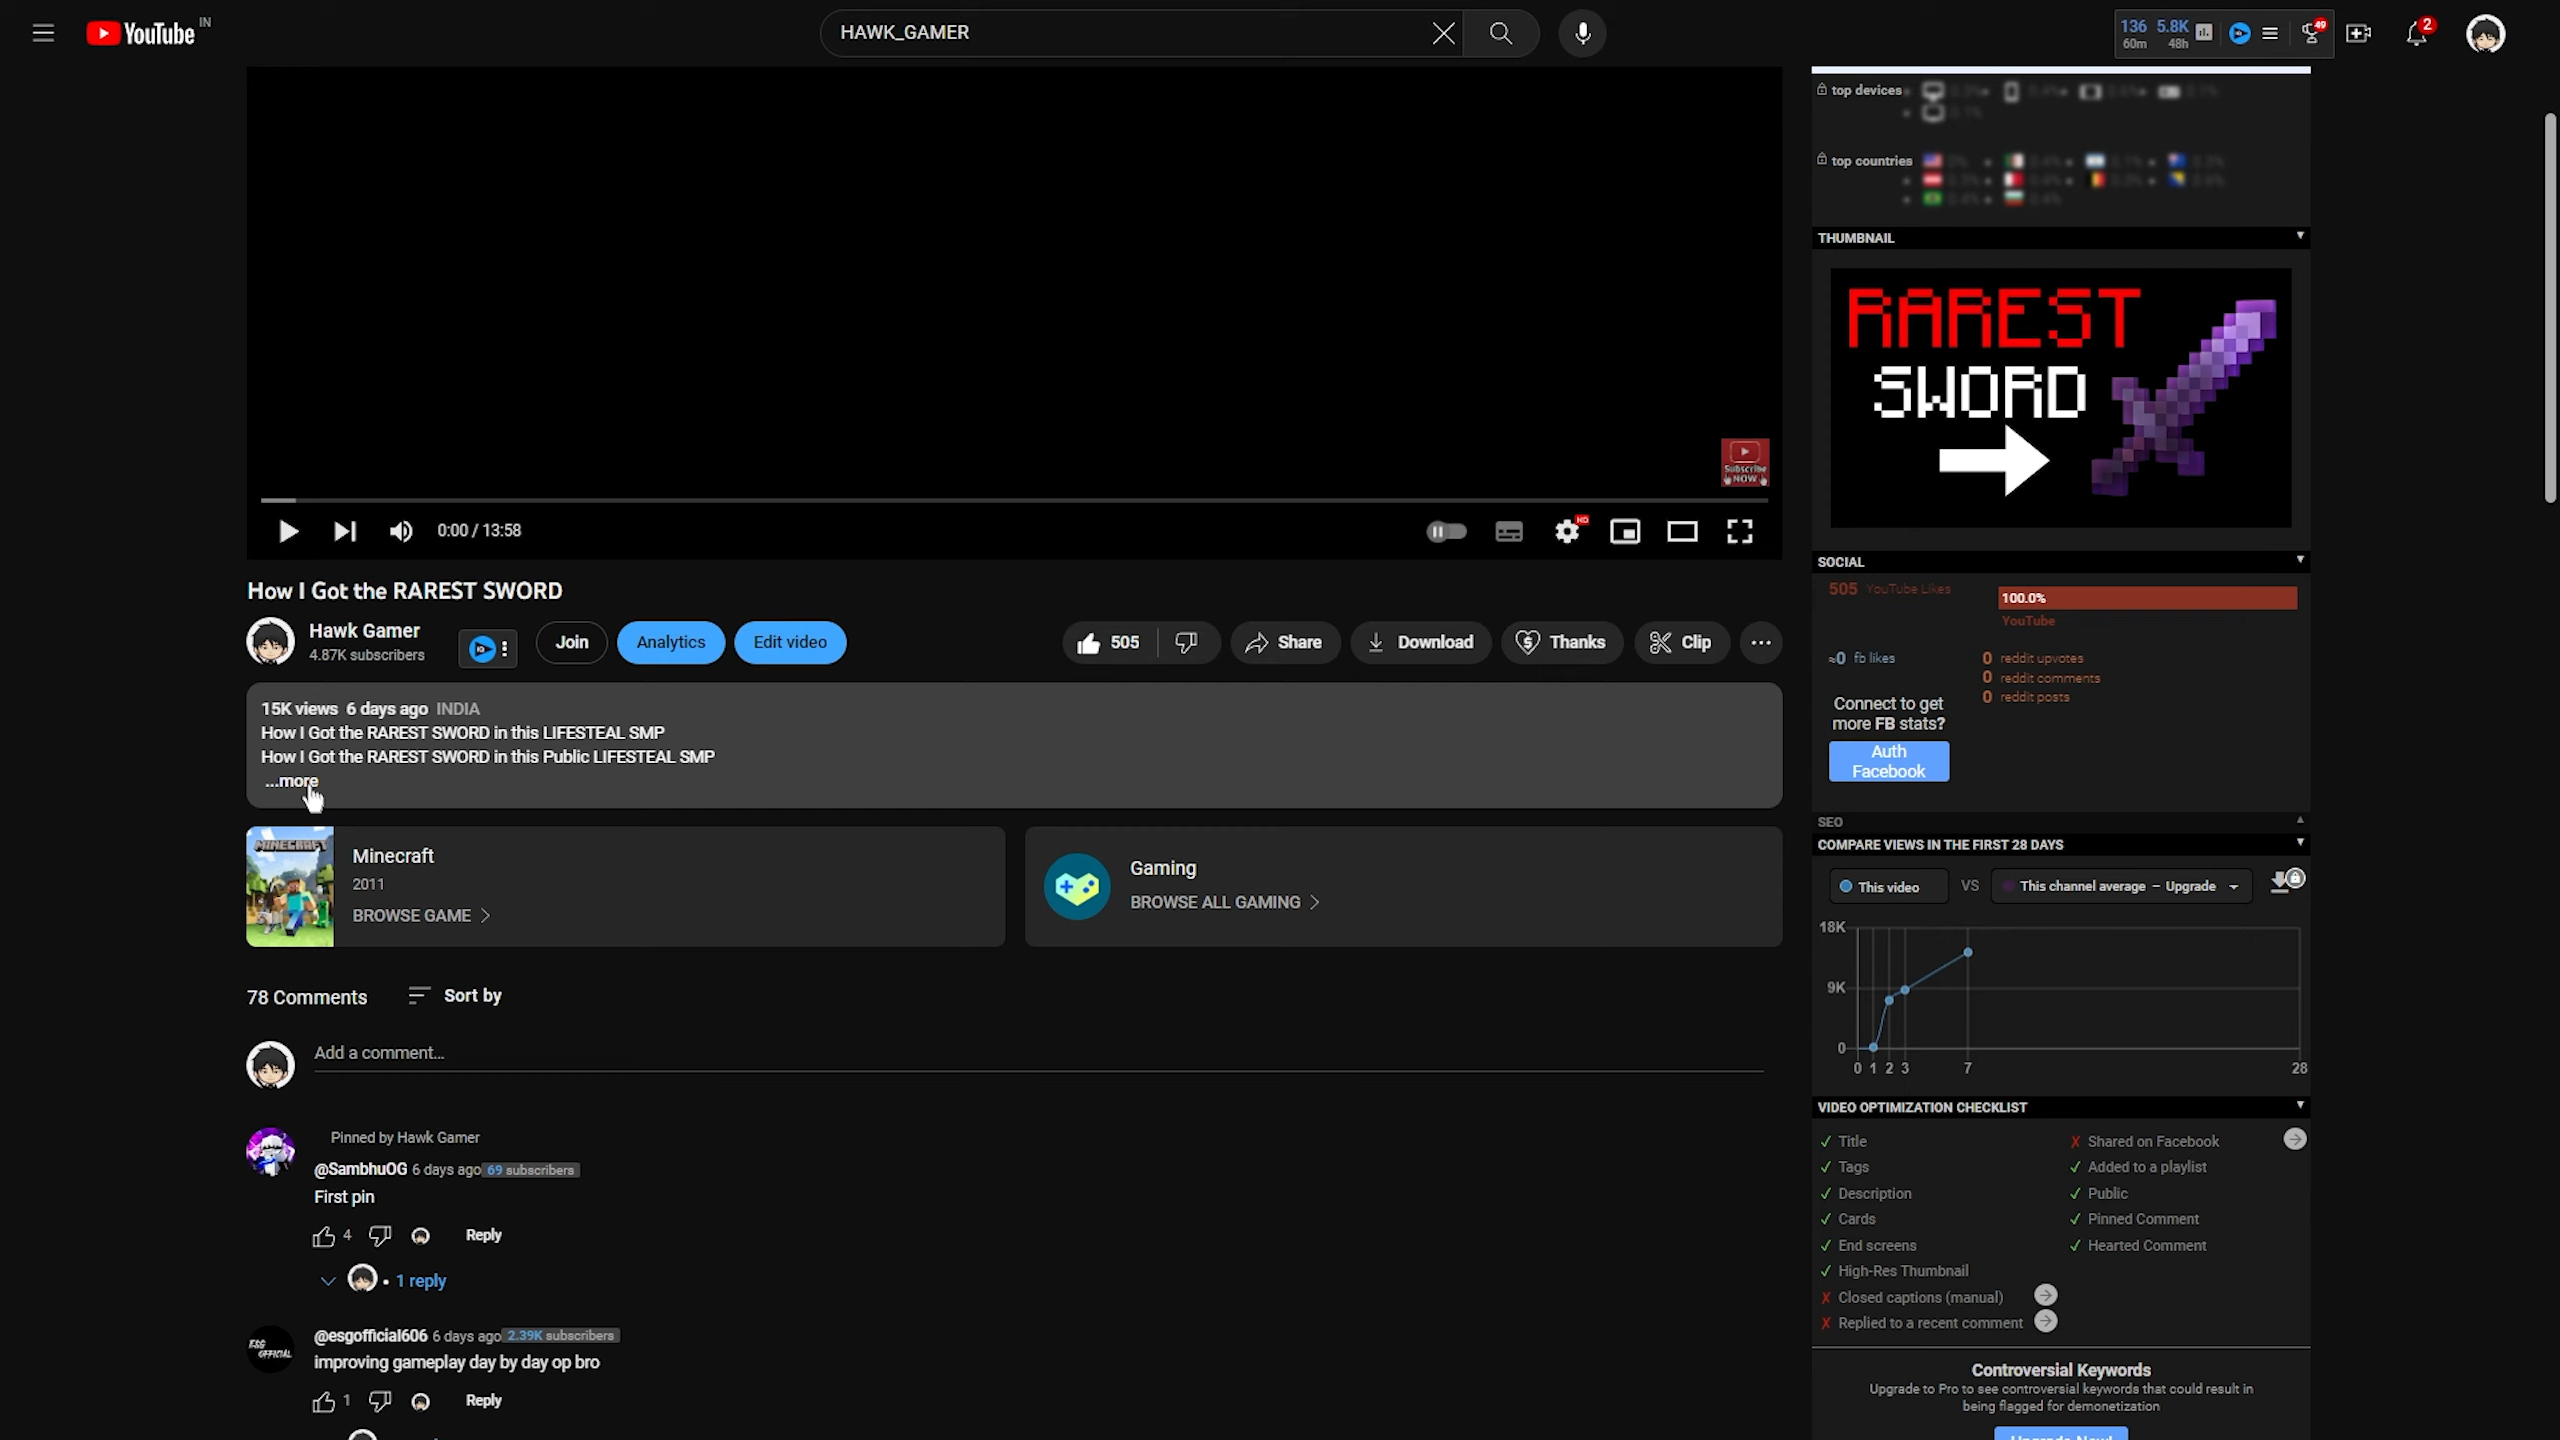 YouTube IN
HAWK_GAMER
136 5.8K
60m 48h
49
2
0:00 / 13:58
HD
Subscribe
NOW
How I Got the RAREST SWORD
Hawk Gamer
4.87K subscribers
Join
Analytics
Edit video
505
Share
Download
Thanks
Clip
15K views 6 days ago INDIA
How I Got the RAREST SWORD in this LIFESTEAL SMP
How I Got the RAREST SWORD in this Public LIFESTEAL SMP
...more
MINECRAFT
Minecraft
2011
BROWSE GAME
Gaming
BROWSE ALL GAMING
78 Comments
Sort by
Add a comment...
Pinned by Hawk Gamer
@SambhuOG 6 days ago 69 subscribers
First pin
4
Reply
• 1 reply
ESG
OFFICIAL
@esgofficial606 6 days ago 2.39K subscribers
improving gameplay day by day op bro
1
Reply
top devices
top countries
THUMBNAIL
RAREST
SWORD
SOCIAL
505 YouTube Likes
100.0%
YouTube
≈0 fb likes
0 reddit upvotes
0 reddit comments
0 reddit posts
Connect to get
more FB stats?
Auth
Facebook
SEO
COMPARE VIEWS IN THE FIRST 28 DAYS
This video VS This channel average – Upgrade
18K
9K
0
0 1 2 3 7 28
VIDEO OPTIMIZATION CHECKLIST
✓ Title
✓ Tags
✓ Description
✓ Cards
✓ End screens
✓ High-Res Thumbnail
✗ Closed captions (manual)
✗ Replied to a recent comment
✗ Shared on Facebook
✓ Added to a playlist
✓ Public
✓ Pinned Comment
✓ Hearted Comment
Controversial Keywords
Upgrade to Pro to see controversial keywords that could result in
being flagged for demonetization